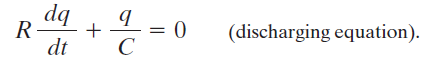 R dq/dt + q/C = 0 (discharging equation).